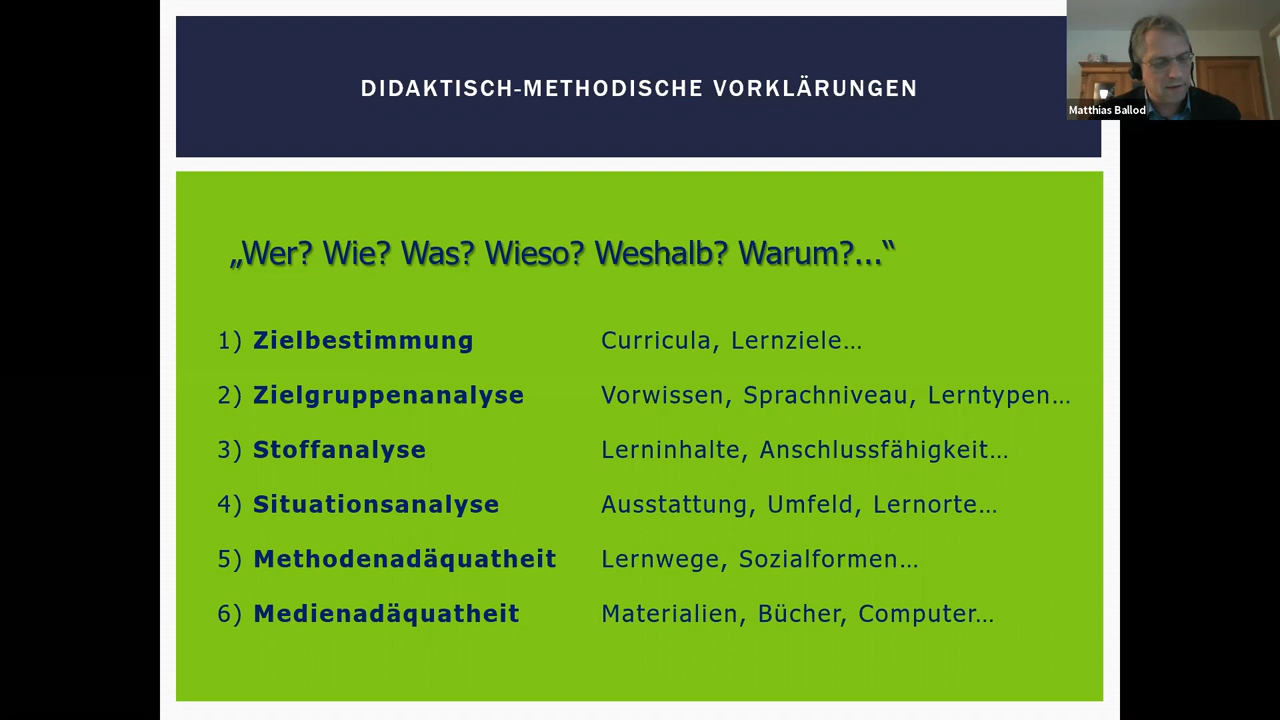 DIDAKTISCH-METHODISCHE VORKLÄRUNGEN
Matthias Ballod
„Wer? Wie? Was? Wieso? Weshalb? Warum?...“
1) Zielbestimmung Curricula, Lernziele…
2) Zielgruppenanalyse Vorwissen, Sprachniveau, Lerntypen…
3) Stoffanalyse Lerninhalte, Anschlussfähigkeit…
4) Situationsanalyse Ausstattung, Umfeld, Lernorte…
5) Methodenadäquatheit Lernwege, Sozialformen…
6) Medienadäquatheit Materialien, Bücher, Computer…